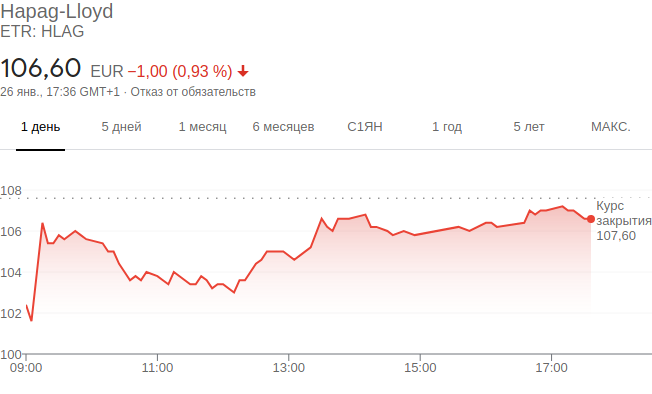 Hapag-Lloyd
ETR: HLAG
106,60 EUR −1,00 (0,93 %)
26 янв., 17:36 GMT+1 · Отказ от обязательств
1 день 5 дней 1 месяц 6 месяцев С1ЯН 1 год 5 лет МАКС.
108
106
104
102
100
Курс
закрытия
107,60
09:00 11:00 13:00 15:00 17:00